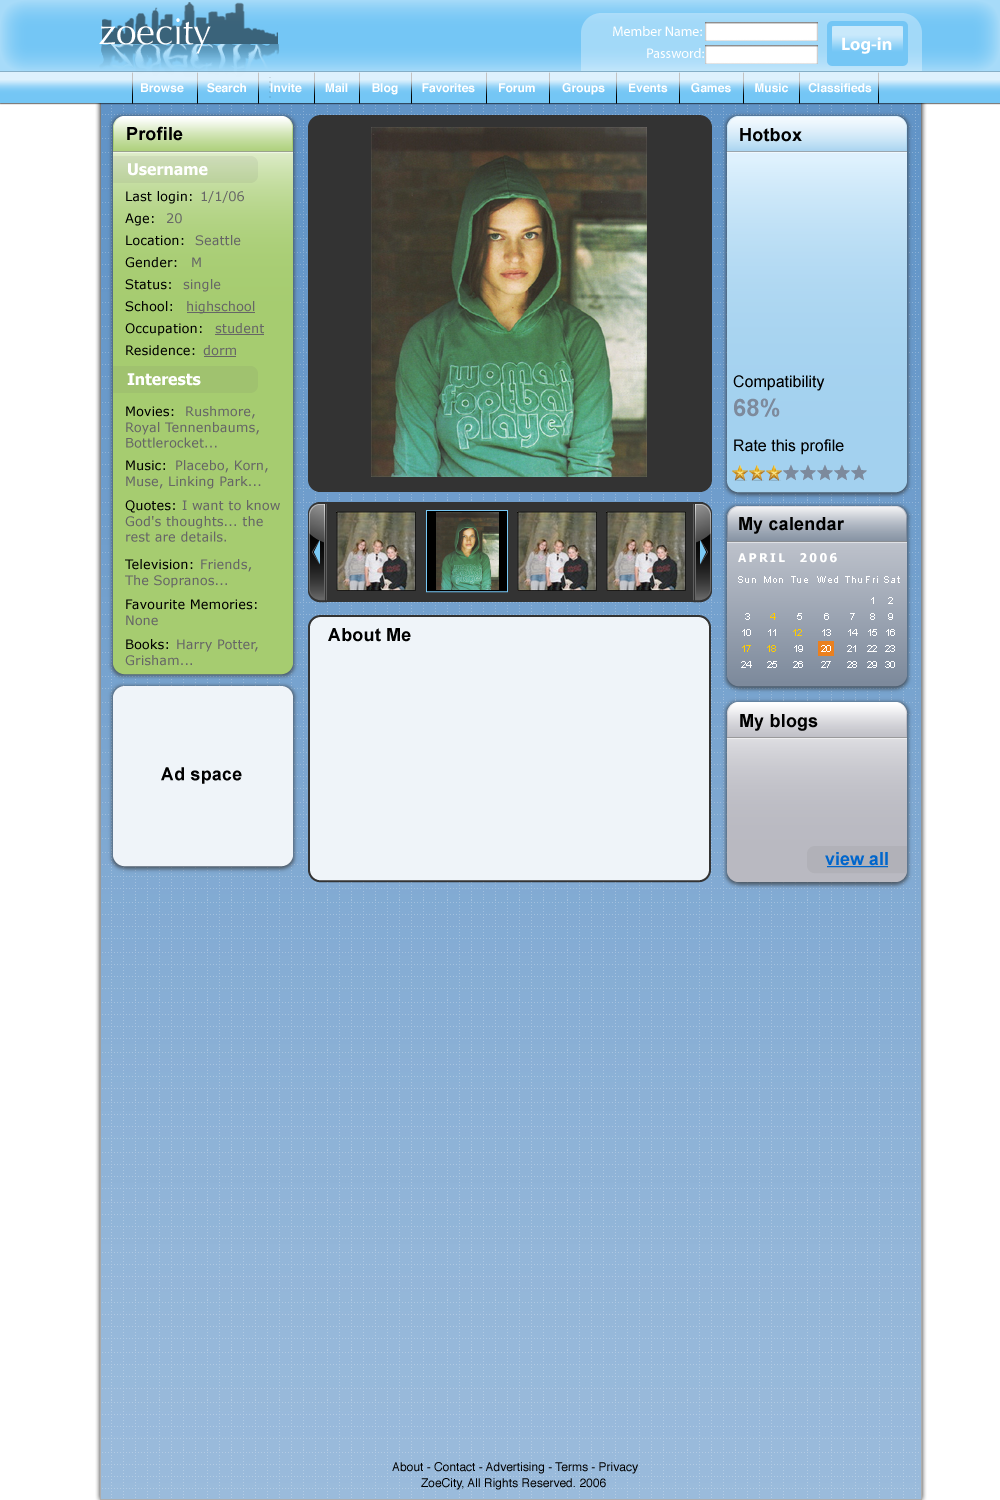 zoecity
Member Name:
Password:
Log-in
Browse Search Invite Mail Blog Favorites Forum Groups Events Games Music Classifieds
Profile
Username
Last login: 1/1/06
Age: 20
Location: Seattle
Gender: M
Status: single
School: highschool
Occupation: student
Residence: dorm
Interests
Movies: Rushmore,
Royal Tennenbaums,
Bottlerocket...
Music: Placebo, Korn,
Muse, Linking Park...
Quotes: I want to know
God's thoughts... the
rest are details.
Television: Friends,
The Sopranos...
Favourite Memories:
None
Books: Harry Potter,
Grisham...
Ad space
woman
football
player
About Me
Hotbox
Compatibility
68%
Rate this profile
My calendar
APRIL 2006
Sun Mon Tue Wed Thu Fri Sat
1 2
3 4 5 6 7 8 9
10 11 12 13 14 15 16
17 18 19 20 21 22 23
24 25 26 27 28 29 30
My blogs
view all
About - Contact - Advertising - Terms - Privacy
ZoeCity, All Rights Reserved. 2006